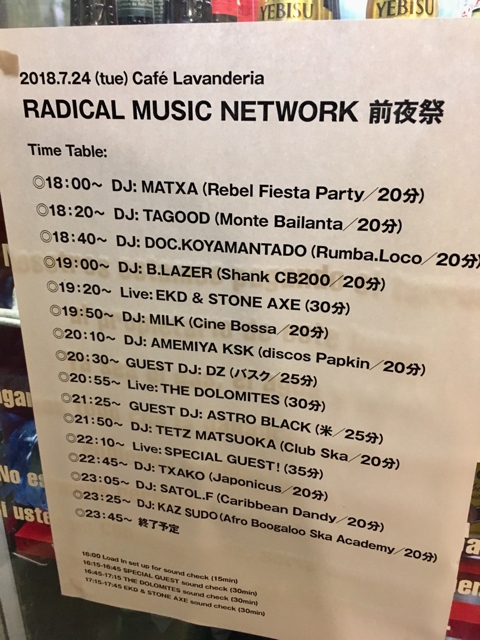 YEBISU YEBISU
2018.7.24 (tue) Café Lavanderia
RADICAL MUSIC NETWORK 前夜祭
Time Table:
◎18:00~ DJ: MATXA (Rebel Fiesta Party／20分)
◎18:20~ DJ: TAGOOD (Monte Bailanta／20分)
◎18:40~ DJ: DOC.KOYAMANTADO (Rumba.Loco／20分)
◎19:00~ DJ: B.LAZER (Shank CB200／20分)
◎19:20~ Live: EKD & STONE AXE (30分)
◎19:50~ DJ: MILK (Cine Bossa／20分)
◎20:10~ DJ: AMEMIYA KSK (discos Papkin／20分)
◎20:30~ GUEST DJ: DZ (バスク／25分)
◎20:55~ Live: THE DOLOMITES (30分)
◎21:25~ GUEST DJ: ASTRO BLACK (米／25分)
◎21:50~ DJ: TETZ MATSUOKA (Club Ska／20分)
◎22:10~ Live: SPECIAL GUEST! (35分)
◎22:45~ DJ: TXAKO (Japonicus／20分)
◎23:05~ DJ: SATOL.F (Caribbean Dandy／20分)
◎23:25~ DJ: KAZ SUDO (Afro Boogaloo Ska Academy／20分)
◎23:45~ 終了予定
16:00 Load in set up for sound check (15min)
16:15-16:45 SPECIAL GUEST sound check (30min)
16:45-17:15 THE DOLOMITES sound check (30min)
17:15-17:45 EKD & STONE AXE sound check (30min)